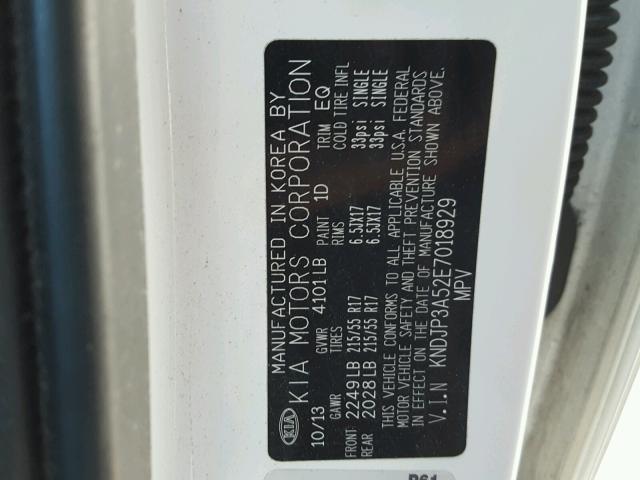 KIA
MANUFACTURED IN KOREA BY
KIA MOTORS CORPORATION
10/13 GVWR 4101LB PAINT 1D TRIM EQ
GAWR TIRES RIMS COLD TIRE INFL
FRONT 2249LB 215/55 R17 6.5JX17 33psi SINGLE
REAR 2028LB 215/55 R17 6.5JX17 33psi SINGLE
THIS VEHICLE CONFORMS TO ALL APPLICABLE U.S.A. FEDERAL
MOTOR VEHICLE SAFETY AND THEFT PREVENTION STANDARDS
IN EFFECT ON THE DATE OF MANUFACTURE SHOWN ABOVE.
V.I.N KNDJP3A52E7018929
MPV